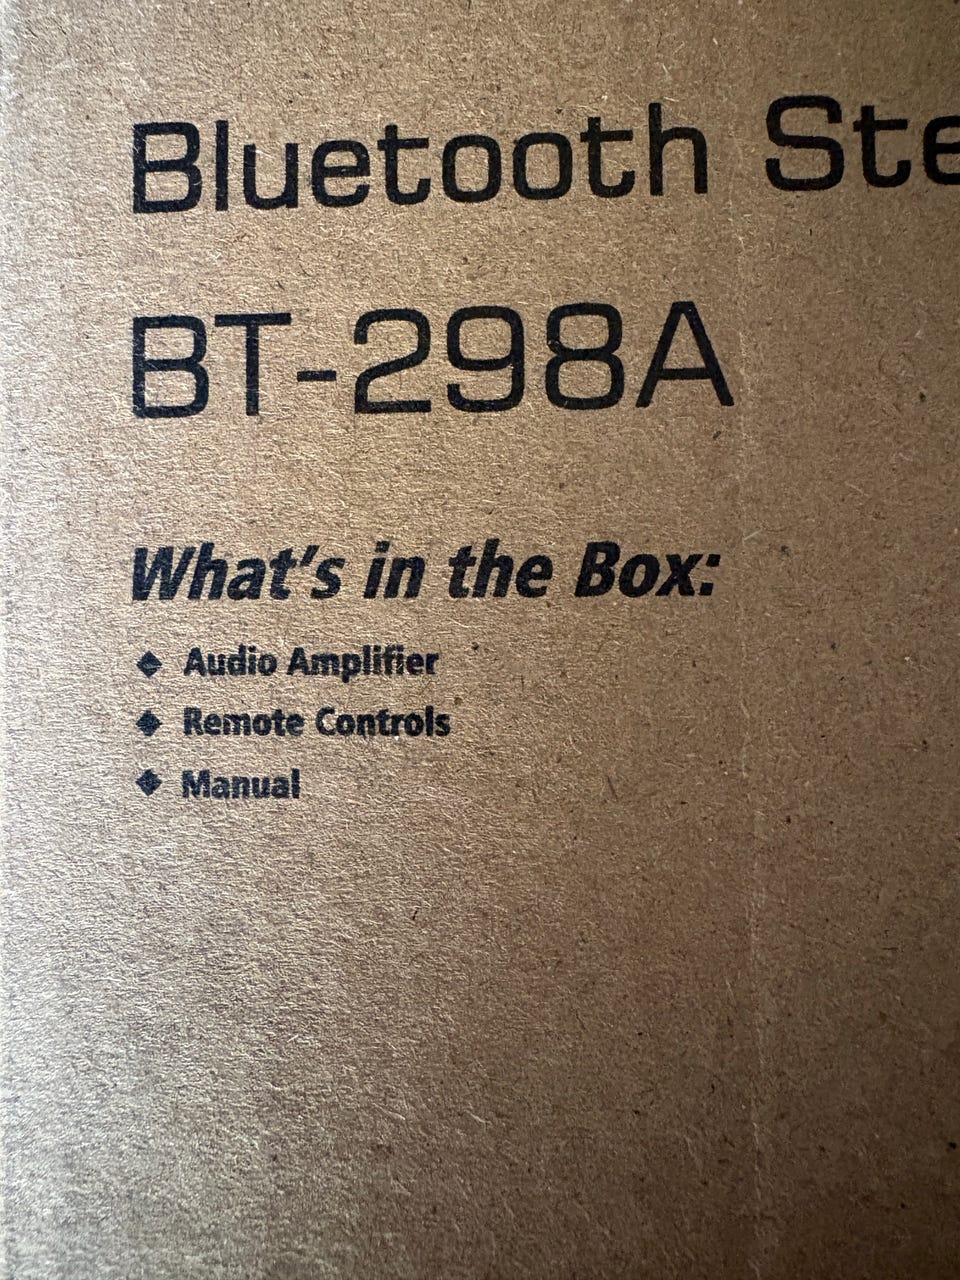 Bluetooth Ste
BT-298A
What's in the Box:
◆ Audio Amplifier
◆ Remote Controls
◆ Manual